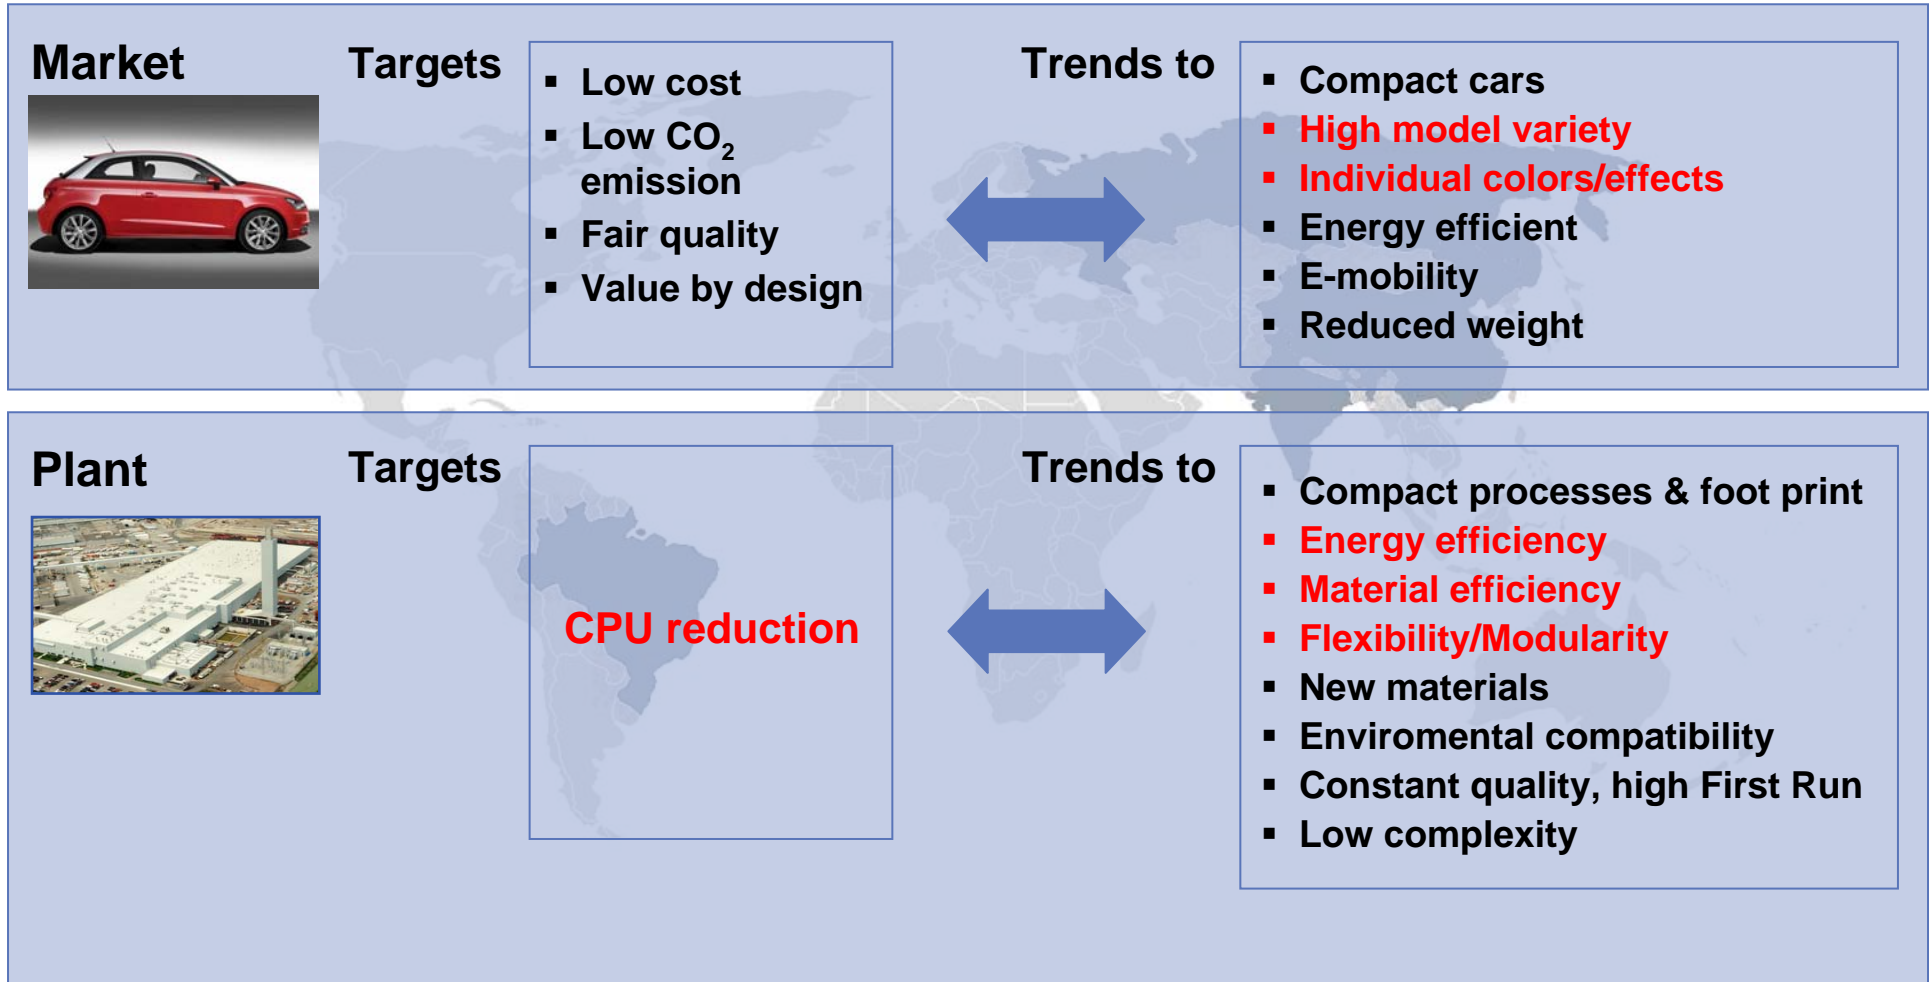 Market
Targets
▪ Low cost
▪ Low CO₂
emission
▪ Fair quality
▪ Value by design
Trends to
▪ Compact cars
▪ High model variety
▪ Individual colors/effects
▪ Energy efficient
▪ E-mobility
▪ Reduced weight
Plant
Targets
CPU reduction
Trends to
▪ Compact processes & foot print
▪ Energy efficiency
▪ Material efficiency
▪ Flexibility/Modularity
▪ New materials
▪ Enviromental compatibility
▪ Constant quality, high First Run
▪ Low complexity